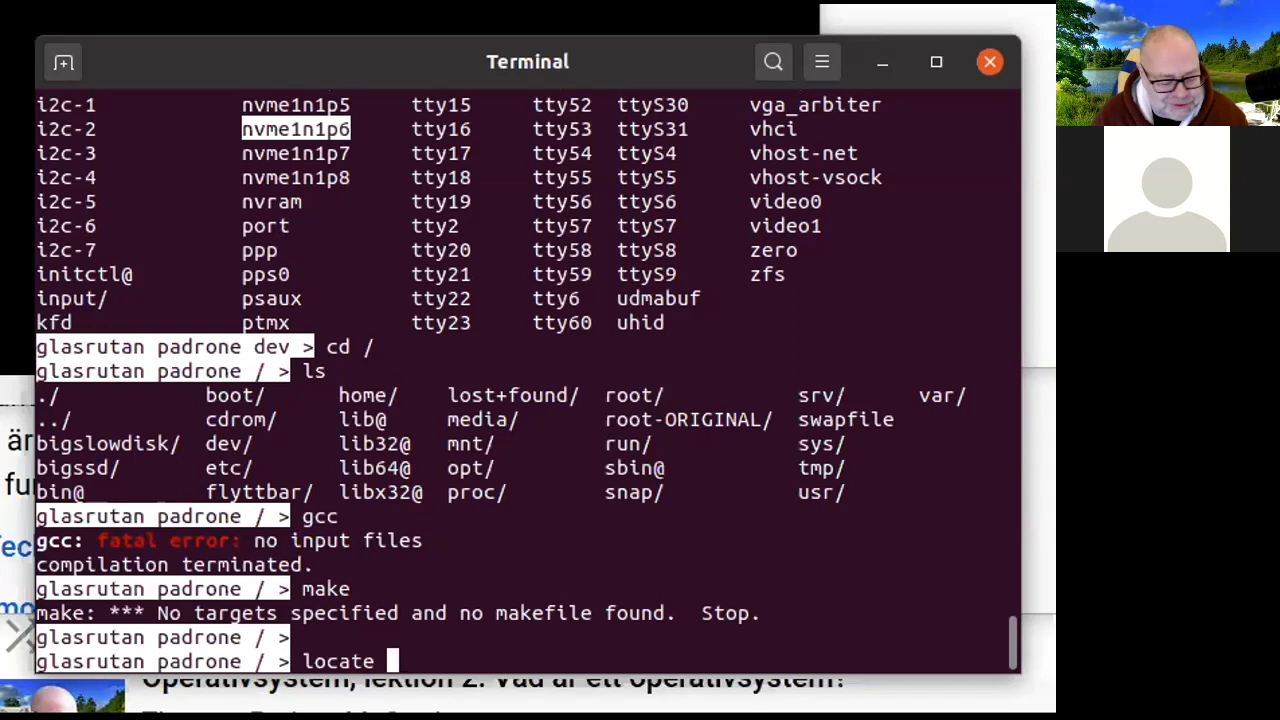 Terminal
i2c-1 nvme1n1p5 tty15 tty52 ttyS30 vga_arbiter
i2c-2 nvme1n1p6 tty16 tty53 ttyS31 vhci
i2c-3 nvme1n1p7 tty17 tty54 ttyS4 vhost-net
i2c-4 nvme1n1p8 tty18 tty55 ttyS5 vhost-vsock
i2c-5 nvram tty19 tty56 ttyS6 video0
i2c-6 port tty2 tty57 ttyS7 video1
i2c-7 ppp tty20 tty58 ttyS8 zero
initctl@ pps0 tty21 tty59 ttyS9 zfs
input/ psaux tty22 tty6 udmabuf
kfd ptmx tty23 tty60 uhid
glasrutan padrone dev > cd /
glasrutan padrone / > ls
./ boot/ home/ lost+found/ root/ srv/ var/
../ cdrom/ lib@ media/ root-ORIGINAL/ swapfile
bigslowdisk/ dev/ lib32@ mnt/ run/ sys/
bigssd/ etc/ lib64@ opt/ sbin@ tmp/
bin@ flyttbar/ libx32@ proc/ snap/ usr/
glasrutan padrone / > gcc
gcc: fatal error: no input files
compilation terminated.
glasrutan padrone / > make
make: *** No targets specified and no makefile found. Stop.
glasrutan padrone / >
glasrutan padrone / > locate
är
Operativsystem, lektion 2: Vad är ett operativsystem?